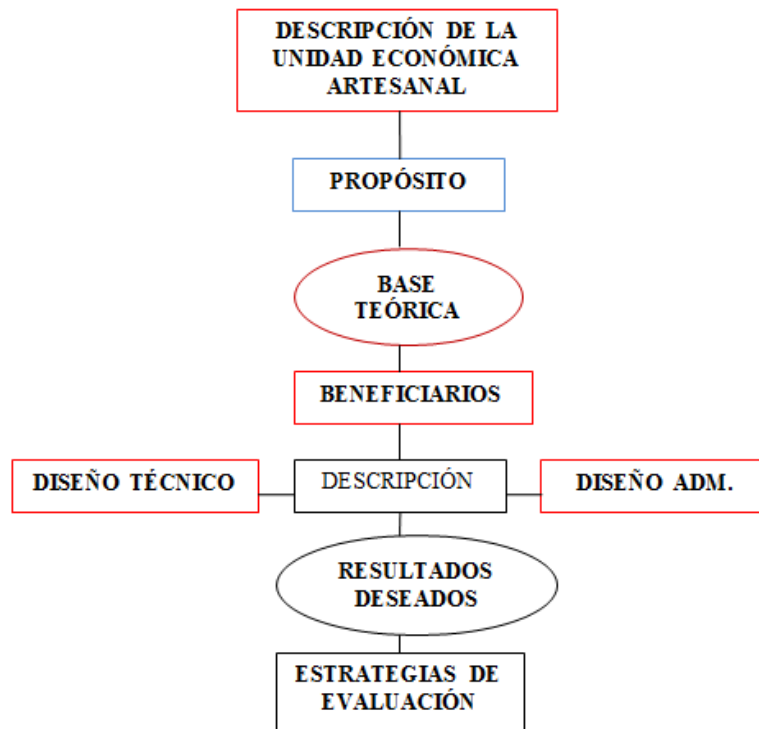 DESCRIPCIÓN DE LA
UNIDAD ECONÓMICA
ARTESANAL
PROPÓSITO
BASE
TEÓRICA
BENEFICIARIOS
DISEÑO TÉCNICO
DESCRIPCIÓN
DISEÑO ADM.
RESULTADOS
DESEADOS
ESTRATEGIAS DE
EVALUACIÓN